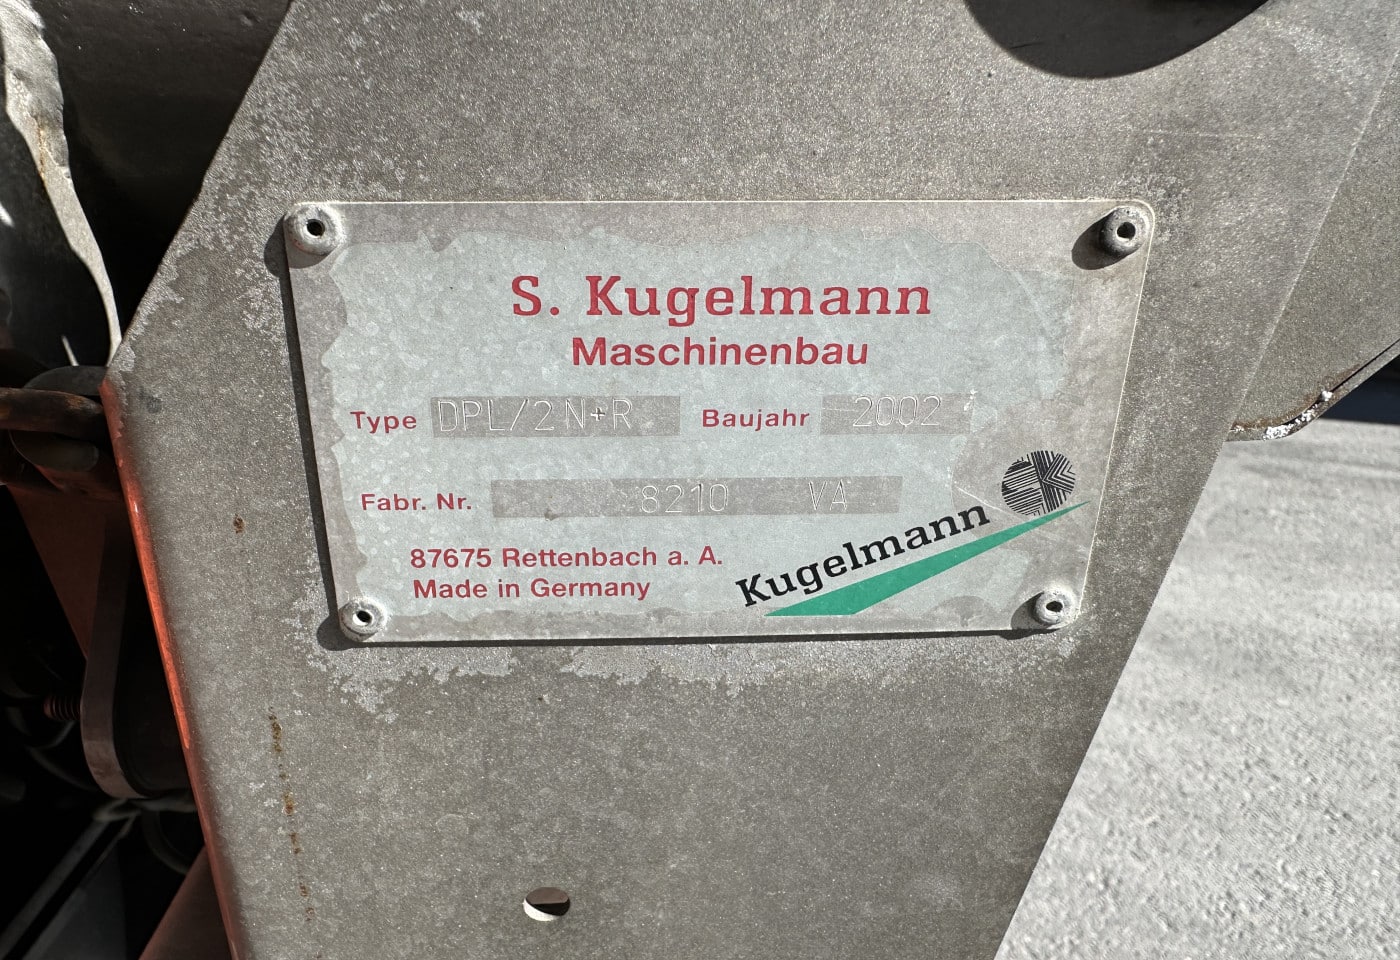 S. Kugelmann
Maschinenbau
Type DPL/2N+R Baujahr 2002
Fabr. Nr. 8210 VA
87675 Rettenbach a. A.
Made in Germany
Kugelmann